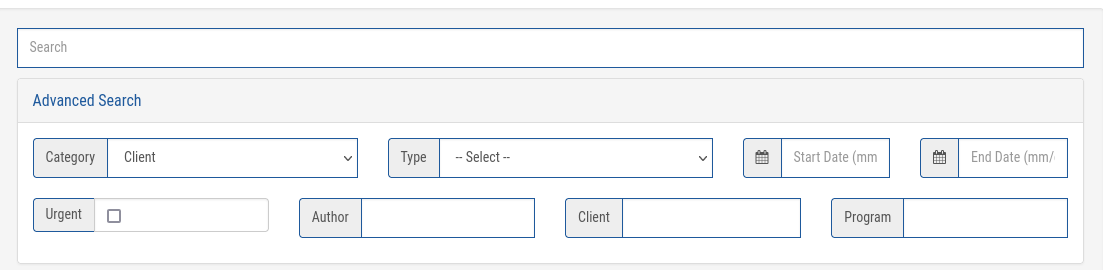 Search
Advanced Search
Category Client Type -- Select -- Start Date (mm End Date (mm/
Urgent Author Client Program